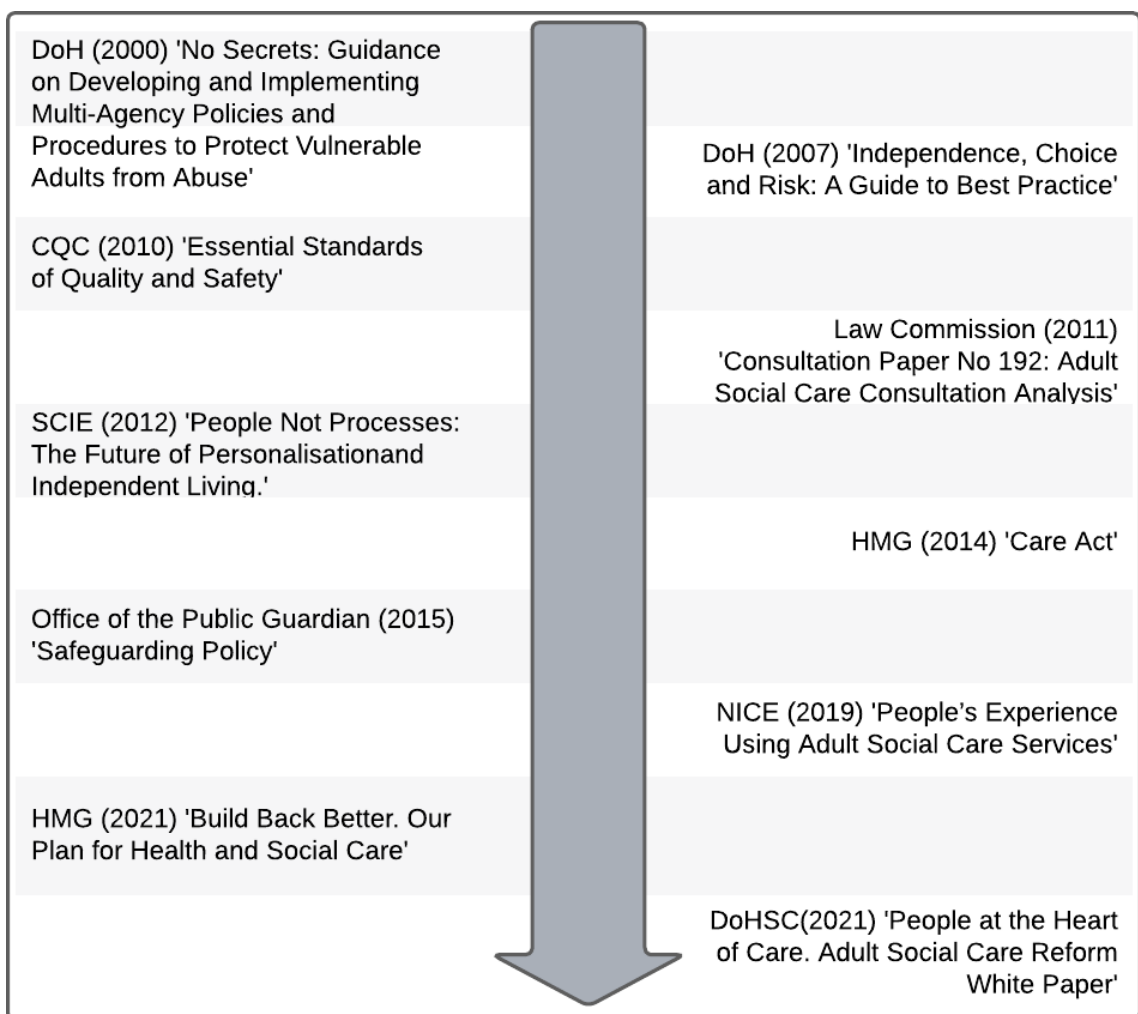 DoH (2000) 'No Secrets: Guidance
on Developing and Implementing
Multi-Agency Policies and
Procedures to Protect Vulnerable
Adults from Abuse'
DoH (2007) 'Independence, Choice
and Risk: A Guide to Best Practice'
CQC (2010) 'Essential Standards
of Quality and Safety'
Law Commission (2011)
'Consultation Paper No 192: Adult
Social Care Consultation Analysis'
SCIE (2012) 'People Not Processes:
The Future of Personalisationand
Independent Living.'
HMG (2014) 'Care Act'
Office of the Public Guardian (2015)
'Safeguarding Policy'
NICE (2019) 'People’s Experience
Using Adult Social Care Services'
HMG (2021) 'Build Back Better. Our
Plan for Health and Social Care'
DoHSC(2021) 'People at the Heart
of Care. Adult Social Care Reform
White Paper'